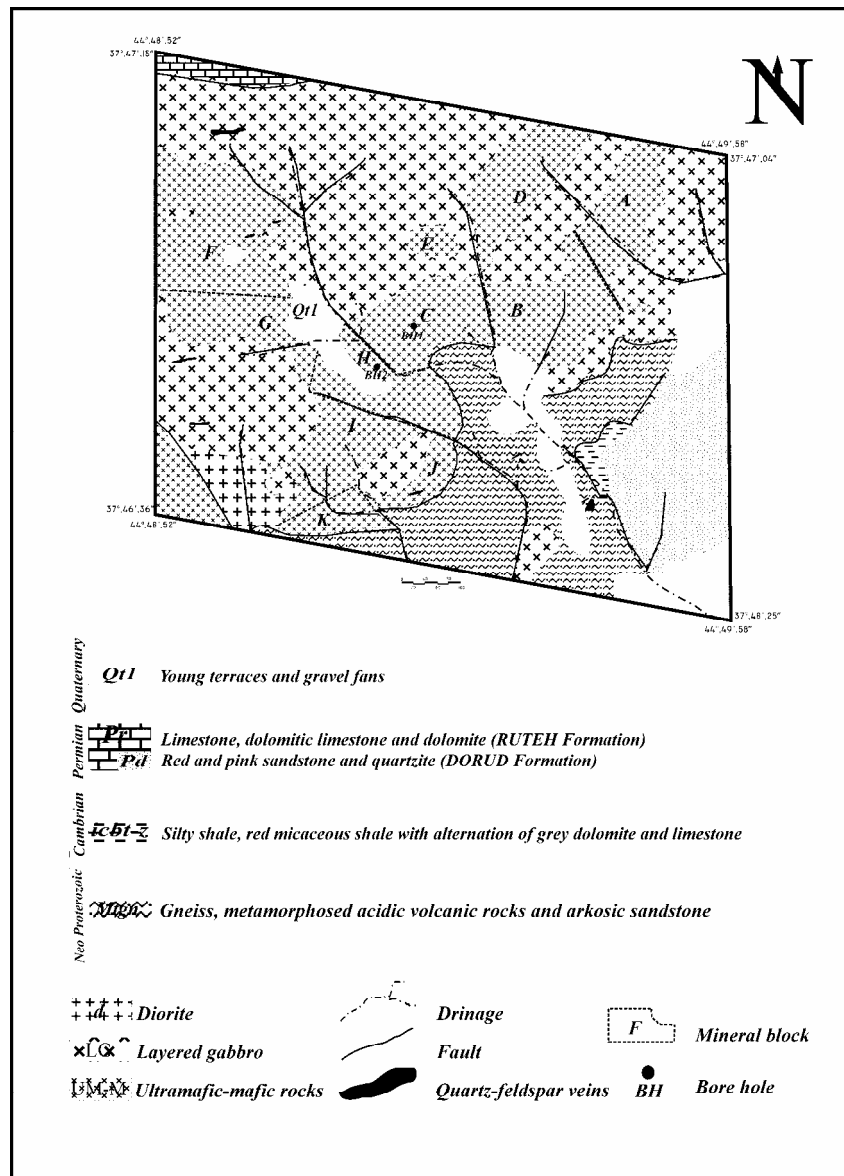 44°,48',52"
37°,47',15"
N
44°,49',58"
37°,47',04"
D
A
F
E
Qt1
C
B
G
BH1
H
BH2
I
J
37°,46',36"
44°,48',52"
K
37°,48',25"
44°,49',58"
Quaternary
Qt1 Young terraces and gravel fans
Permian
Pr Limestone, dolomitic limestone and dolomite (RUTEH Formation)
Pd Red and pink sandstone and quartzite (DORUD Formation)
Cambrian
Silty shale, red micaceous shale with alternation of grey dolomite and limestone
Neo Proterozoic
Gneiss, metamorphosed acidic volcanic rocks and arkosic sandstone
d Diorite
Drinage
F Mineral block
Layered gabbro
Fault
Ultramafic-mafic rocks
Quartz-feldspar veins
BH Bore hole